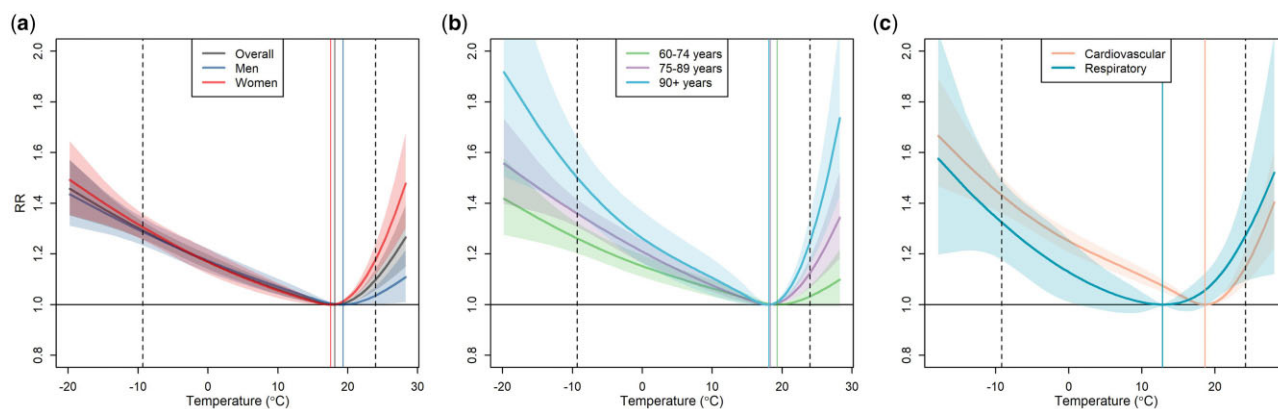 (a)
Overall
Men
Women
RR
2.0
1.8
1.6
1.4
1.2
1.0
0.8
-20
-10
0
10
20
30
Temperature (°C)
(b)
60-74 years
75-89 years
90+ years
2.0
1.8
1.6
1.4
1.2
1.0
0.8
-20
-10
0
10
20
30
Temperature (°C)
(c)
Cardiovascular
Respiratory
2.0
1.8
1.6
1.4
1.2
1.0
0.8
-10
0
10
20
Temperature (°C)